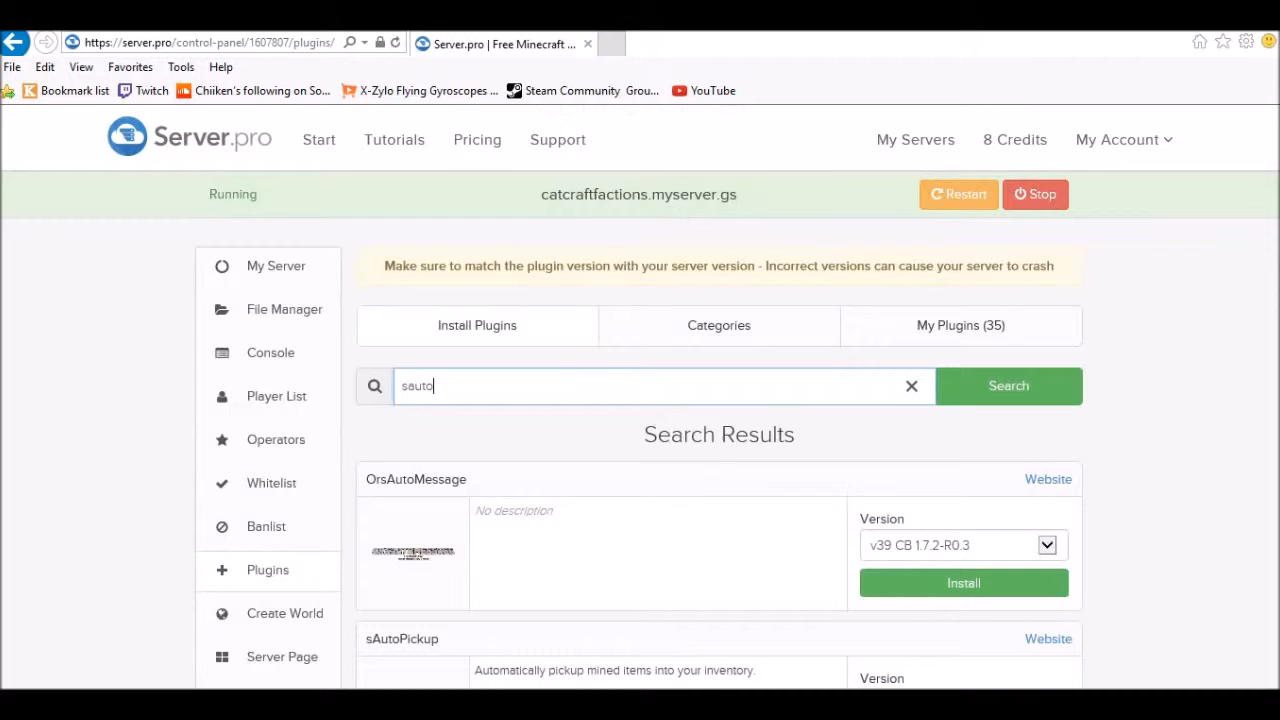 https://server.pro/control-panel/1607807/plugins/
Server.pro | Free Minecraft ...
File Edit View Favorites Tools Help
Bookmark list Twitch Chiiken's following on So... X-Zylo Flying Gyroscopes ... Steam Community Grou... YouTube
Server.pro Start Tutorials Pricing Support My Servers 8 Credits My Account
Running catcraftfactions.myserver.gs Restart Stop
My Server
File Manager
Console
Player List
Operators
Whitelist
Banlist
Plugins
Create World
Server Page
Make sure to match the plugin version with your server version - Incorrect versions can cause your server to crash
Install Plugins Categories My Plugins (35)
sauto Search
Search Results
OrsAutoMessage Website
No description
Version
v39 CB 1.7.2-R0.3
Install
sAutoPickup Website
Automatically pickup mined items into your inventory.
Version